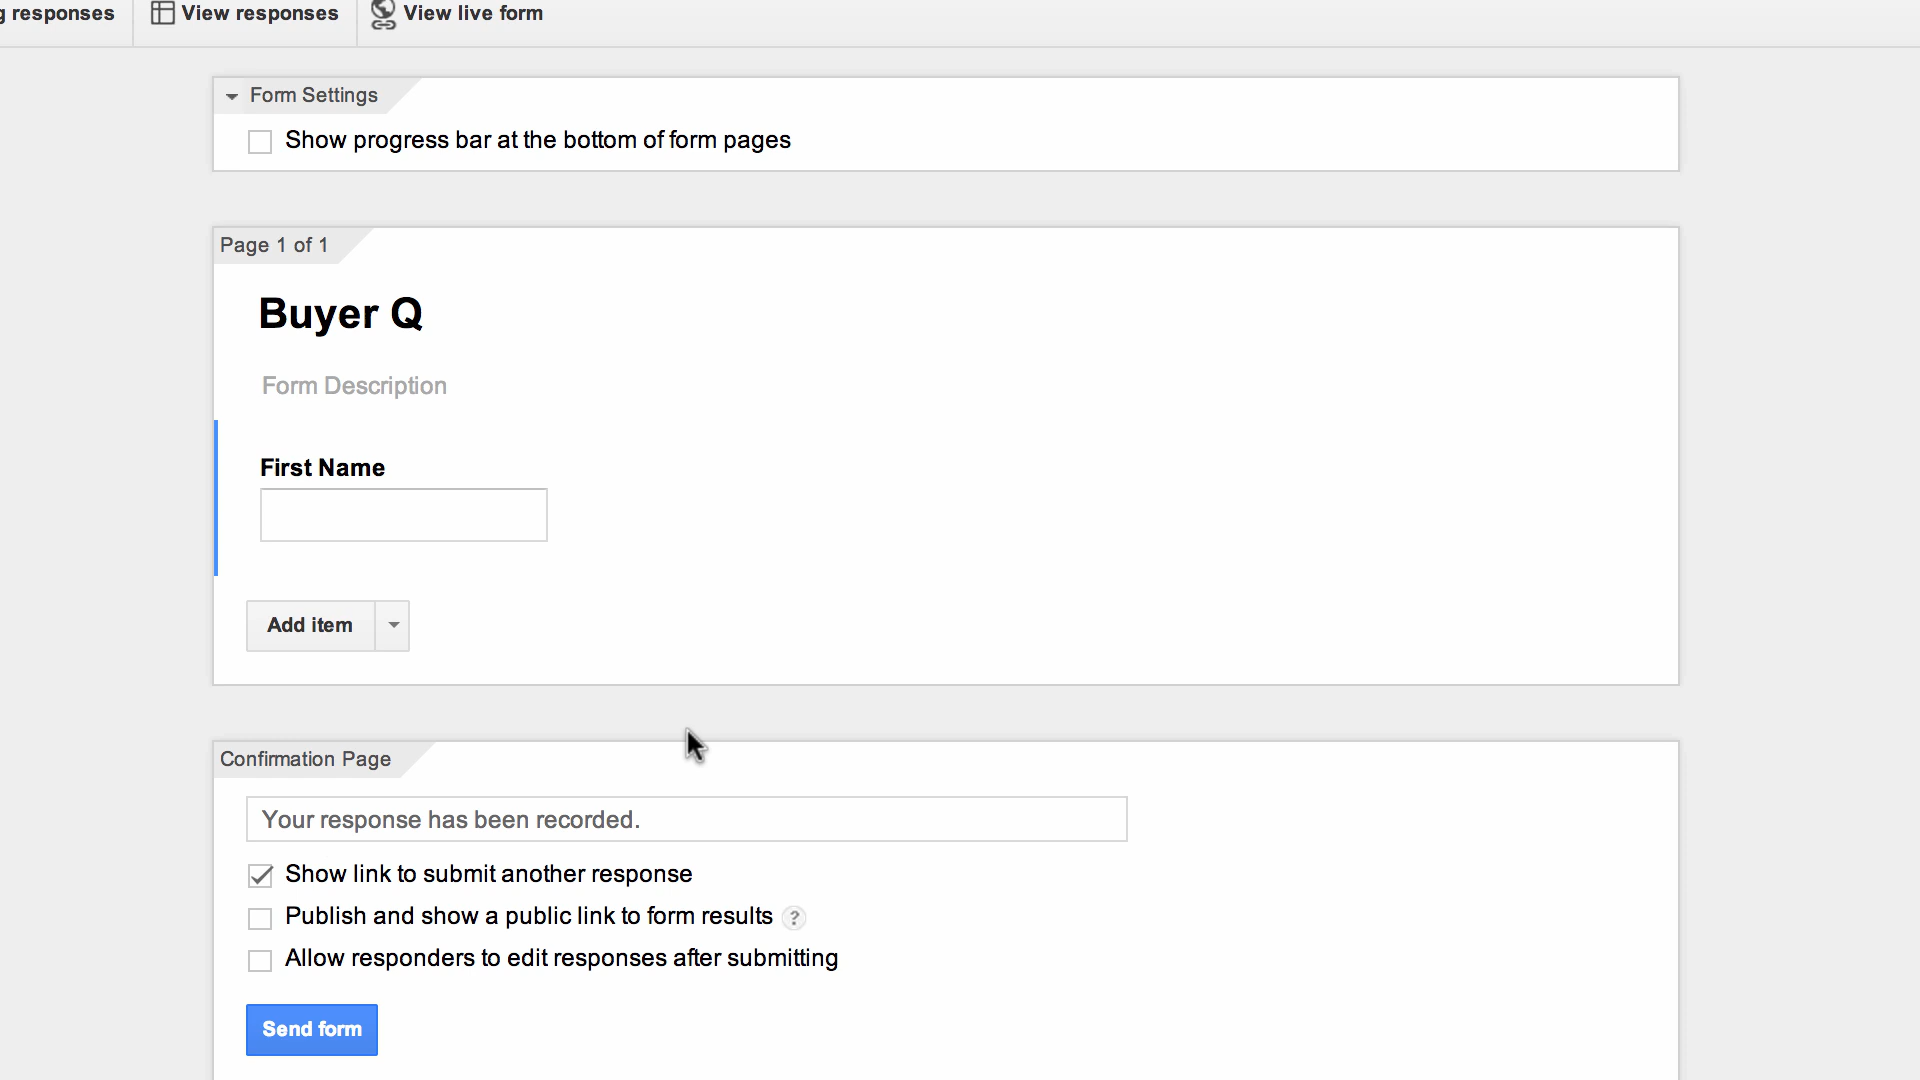 responses
View responses
View live form
Form Settings
Show progress bar at the bottom of form pages
Page 1 of 1
Buyer Q
Form Description
First Name
Add item
Confirmation Page
Your response has been recorded.
Show link to submit another response
Publish and show a public link to form results ?
Allow responders to edit responses after submitting
Send form